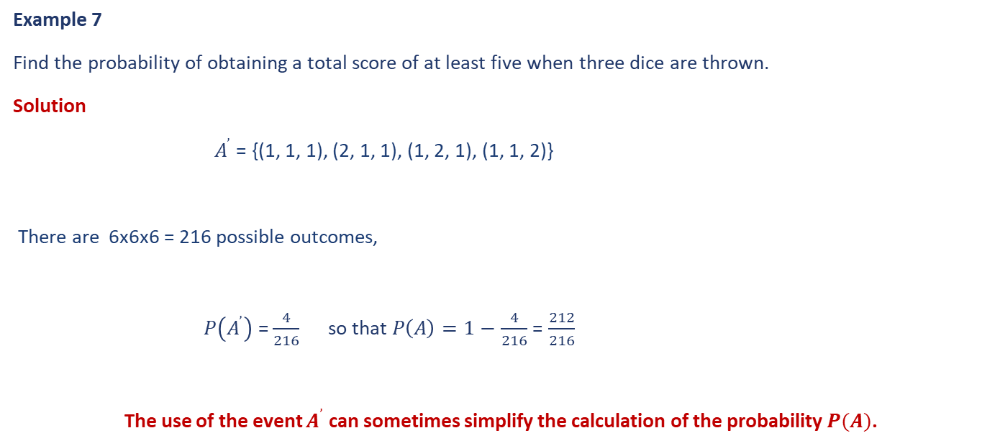 Example 7
Find the probability of obtaining a total score of at least five when three dice are thrown.
Solution
A' = {(1, 1, 1), (2, 1, 1), (1, 2, 1), (1, 1, 2)}
There are 6x6x6 = 216 possible outcomes,
P(A') = 4/216 so that P(A) = 1 − 4/216 = 212/216
The use of the event A' can sometimes simplify the calculation of the probability P(A).